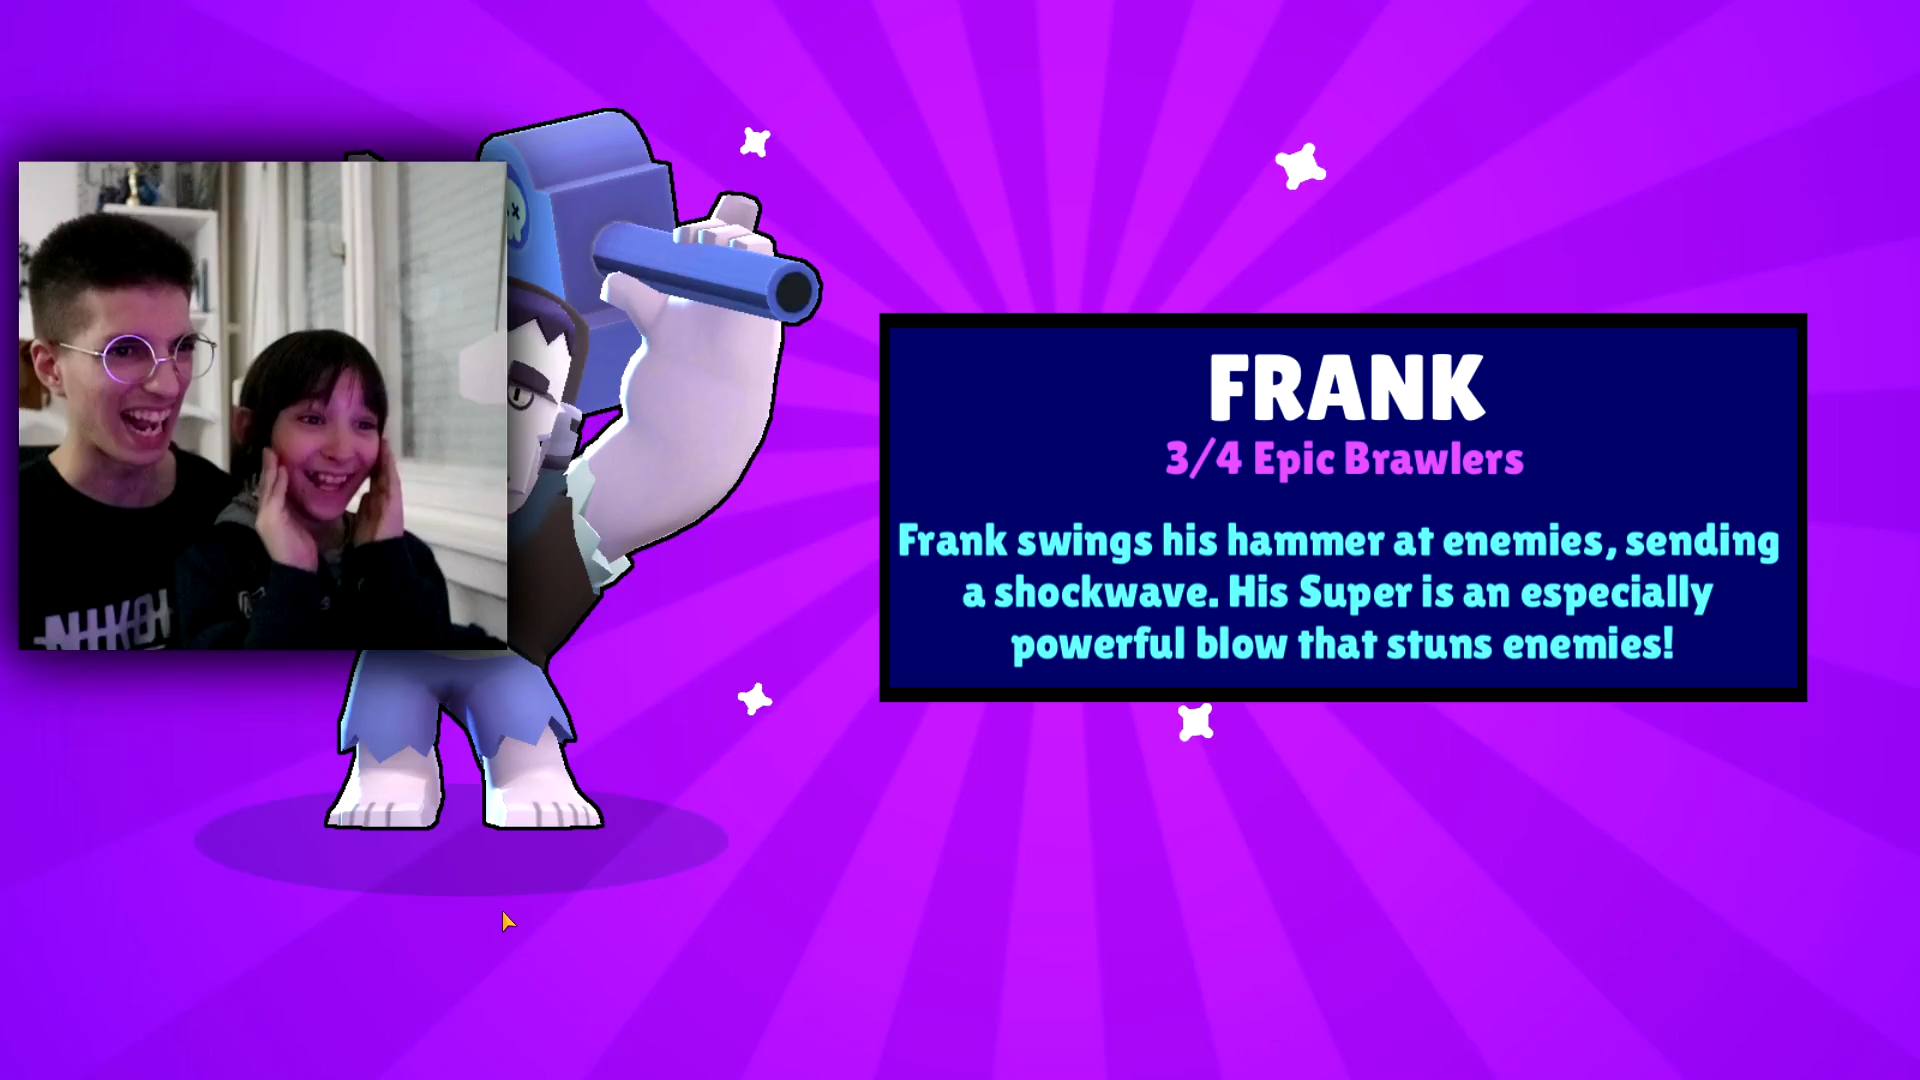 FRANK
3/4 Epic Brawlers
Frank swings his hammer at enemies, sending
a shockwave. His Super is an especially
powerful blow that stuns enemies!